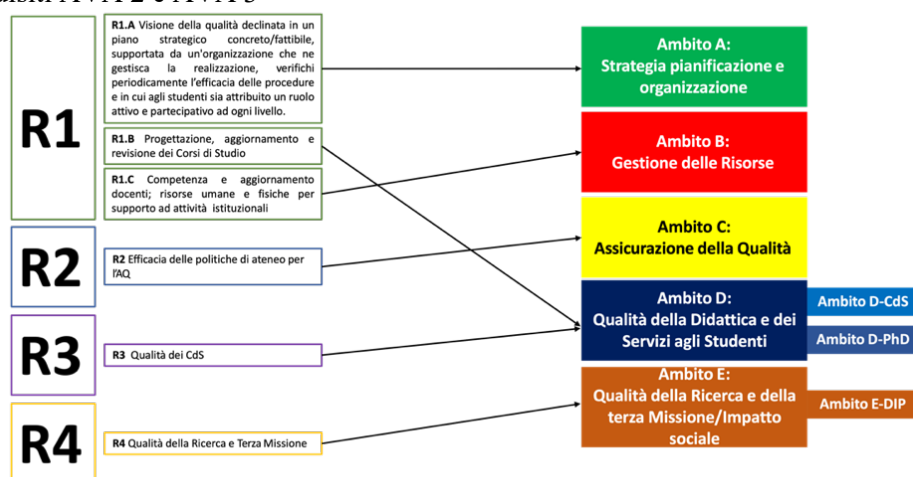 R1
R1.A Visione della qualità declinata in un
piano strategico concreto/fattibile,
supportata da un'organizzazione che ne
gestisca la realizzazione, verifichi
periodicamente l'efficacia delle procedure
e in cui agli studenti sia attribuito un ruolo
attivo e partecipativo ad ogni livello.
R1.B Progettazione, aggiornamento e
revisione dei Corsi di Studio
R1.C Competenza e aggiornamento
docenti; risorse umane e fisiche per
supporto ad attività istituzionali
R2
R2 Efficacia delle politiche di ateneo per
l'AQ
R3
R3 Qualità dei CdS
R4
R4 Qualità della Ricerca e Terza Missione
Ambito A:
Strategia pianificazione e
organizzazione
Ambito B:
Gestione delle Risorse
Ambito C:
Assicurazione della Qualità
Ambito D:
Qualità della Didattica e dei
Servizi agli Studenti
Ambito D-CdS
Ambito D-PhD
Ambito E:
Qualità della Ricerca e della
terza Missione/Impatto
sociale
Ambito E-DIP